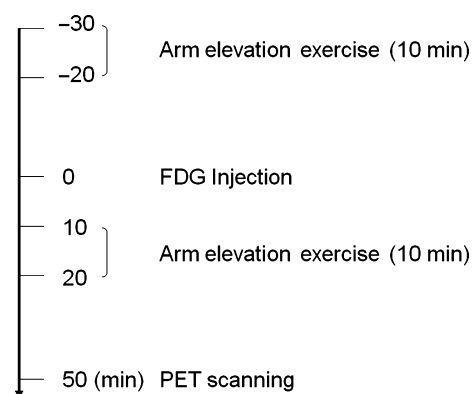 –30
Arm elevation exercise (10 min)
–20
0 FDG Injection
10
Arm elevation exercise (10 min)
20
50 (min) PET scanning